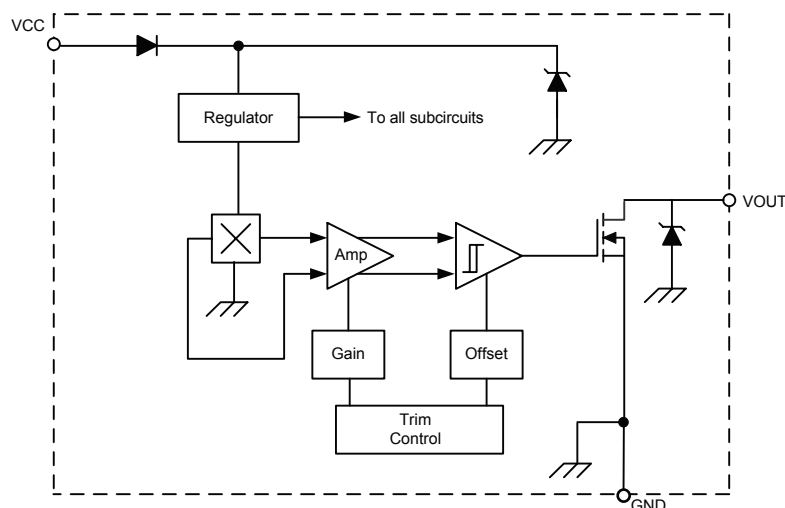 VCC
Regulator
To all subcircuits
VOUT
Amp
Gain
Offset
Trim
Control
GND